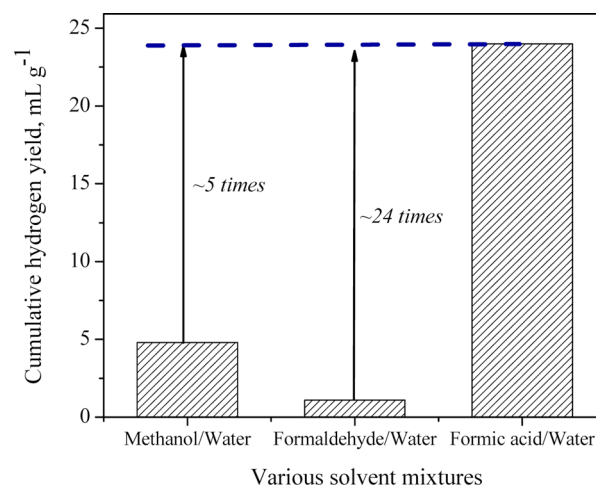 Cumulative hydrogen yield, mL g⁻¹
25
20
15
10
5
0
~5 times
~24 times
Methanol/Water
Formaldehyde/Water
Formic acid/Water
Various solvent mixtures